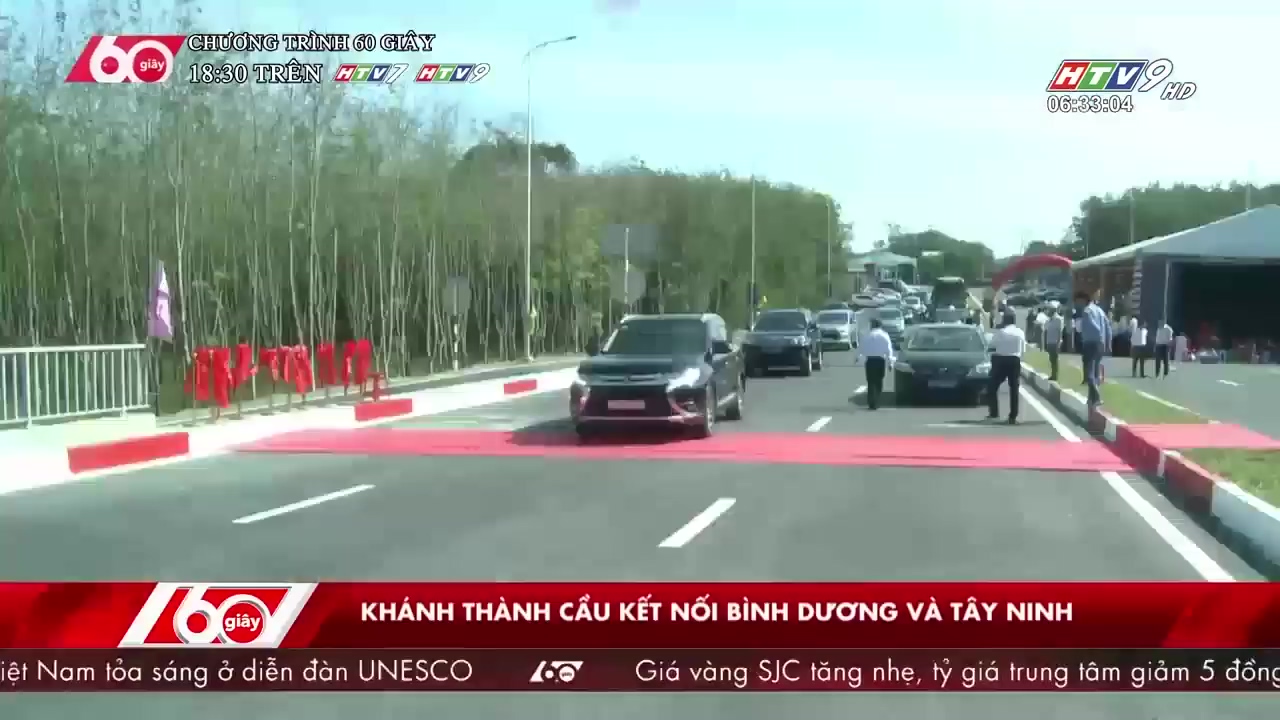 60 giây
CHƯƠNG TRÌNH 60 GIÂY
18:30 TRÊN HTV7 HTV9
HTV9 HD
06:33:04
60 giây
KHÁNH THÀNH CẦU KẾT NỐI BÌNH DƯƠNG VÀ TÂY NINH
iệt Nam tỏa sáng ở diễn đàn UNESCO 60 giây Giá vàng SJC tăng nhẹ, tỷ giá trung tâm giảm 5 đồng